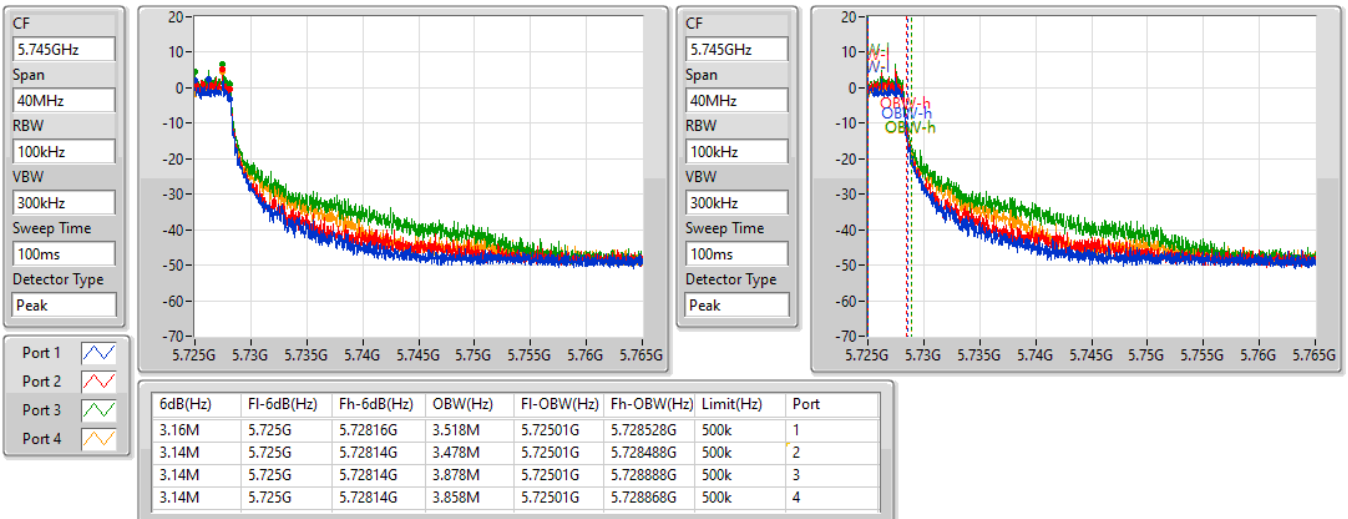 CF
5.745GHz
Span
40MHz
RBW
100kHz
VBW
300kHz
Sweep Time
100ms
Detector Type
Peak
20
10
0
-10
-20
-30
-40
-50
-60
-70
5.725G 5.73G 5.735G 5.74G 5.745G 5.75G 5.755G 5.76G 5.765G
CF
5.745GHz
Span
40MHz
RBW
100kHz
VBW
300kHz
Sweep Time
100ms
Detector Type
Peak
20
10
0
-10
-20
-30
-40
-50
-60
-70
W-l
W-l
OBW-h
OBW-h
OBW-h
5.725G 5.73G 5.735G 5.74G 5.745G 5.75G 5.755G 5.76G 5.765G
Port 1
Port 2
Port 3
Port 4
6dB(Hz) Fl-6dB(Hz) Fh-6dB(Hz) OBW(Hz) Fl-OBW(Hz) Fh-OBW(Hz) Limit(Hz) Port
3.16M 5.725G 5.72816G 3.518M 5.72501G 5.728528G 500k 1
3.14M 5.725G 5.72814G 3.478M 5.72501G 5.728488G 500k 2
3.14M 5.725G 5.72814G 3.878M 5.72501G 5.728888G 500k 3
3.14M 5.725G 5.72814G 3.858M 5.72501G 5.728868G 500k 4